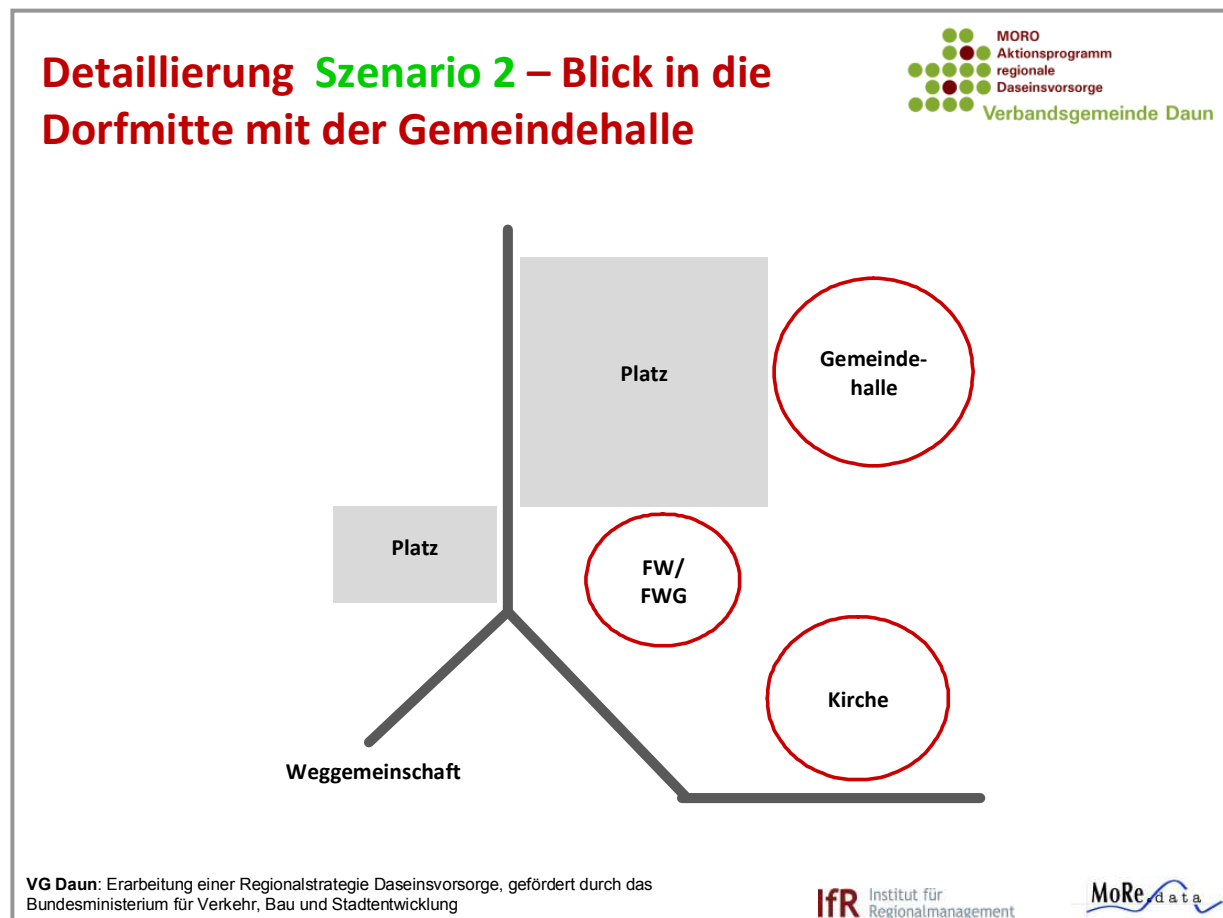 Detaillierung Szenario 2 – Blick in die
Dorfmitte mit der Gemeindehalle
MORO
Aktionsprogramm
regionale
Daseinsvorsorge
Verbandsgemeinde Daun
Platz
Gemeinde-
halle
Platz
FW/
FWG
Kirche
Weggemeinschaft
VG Daun: Erarbeitung einer Regionalstrategie Daseinsvorsorge, gefördert durch das
Bundesministerium für Verkehr, Bau und Stadtentwicklung
IfR Institut für
Regionalmanagement
MoRe data